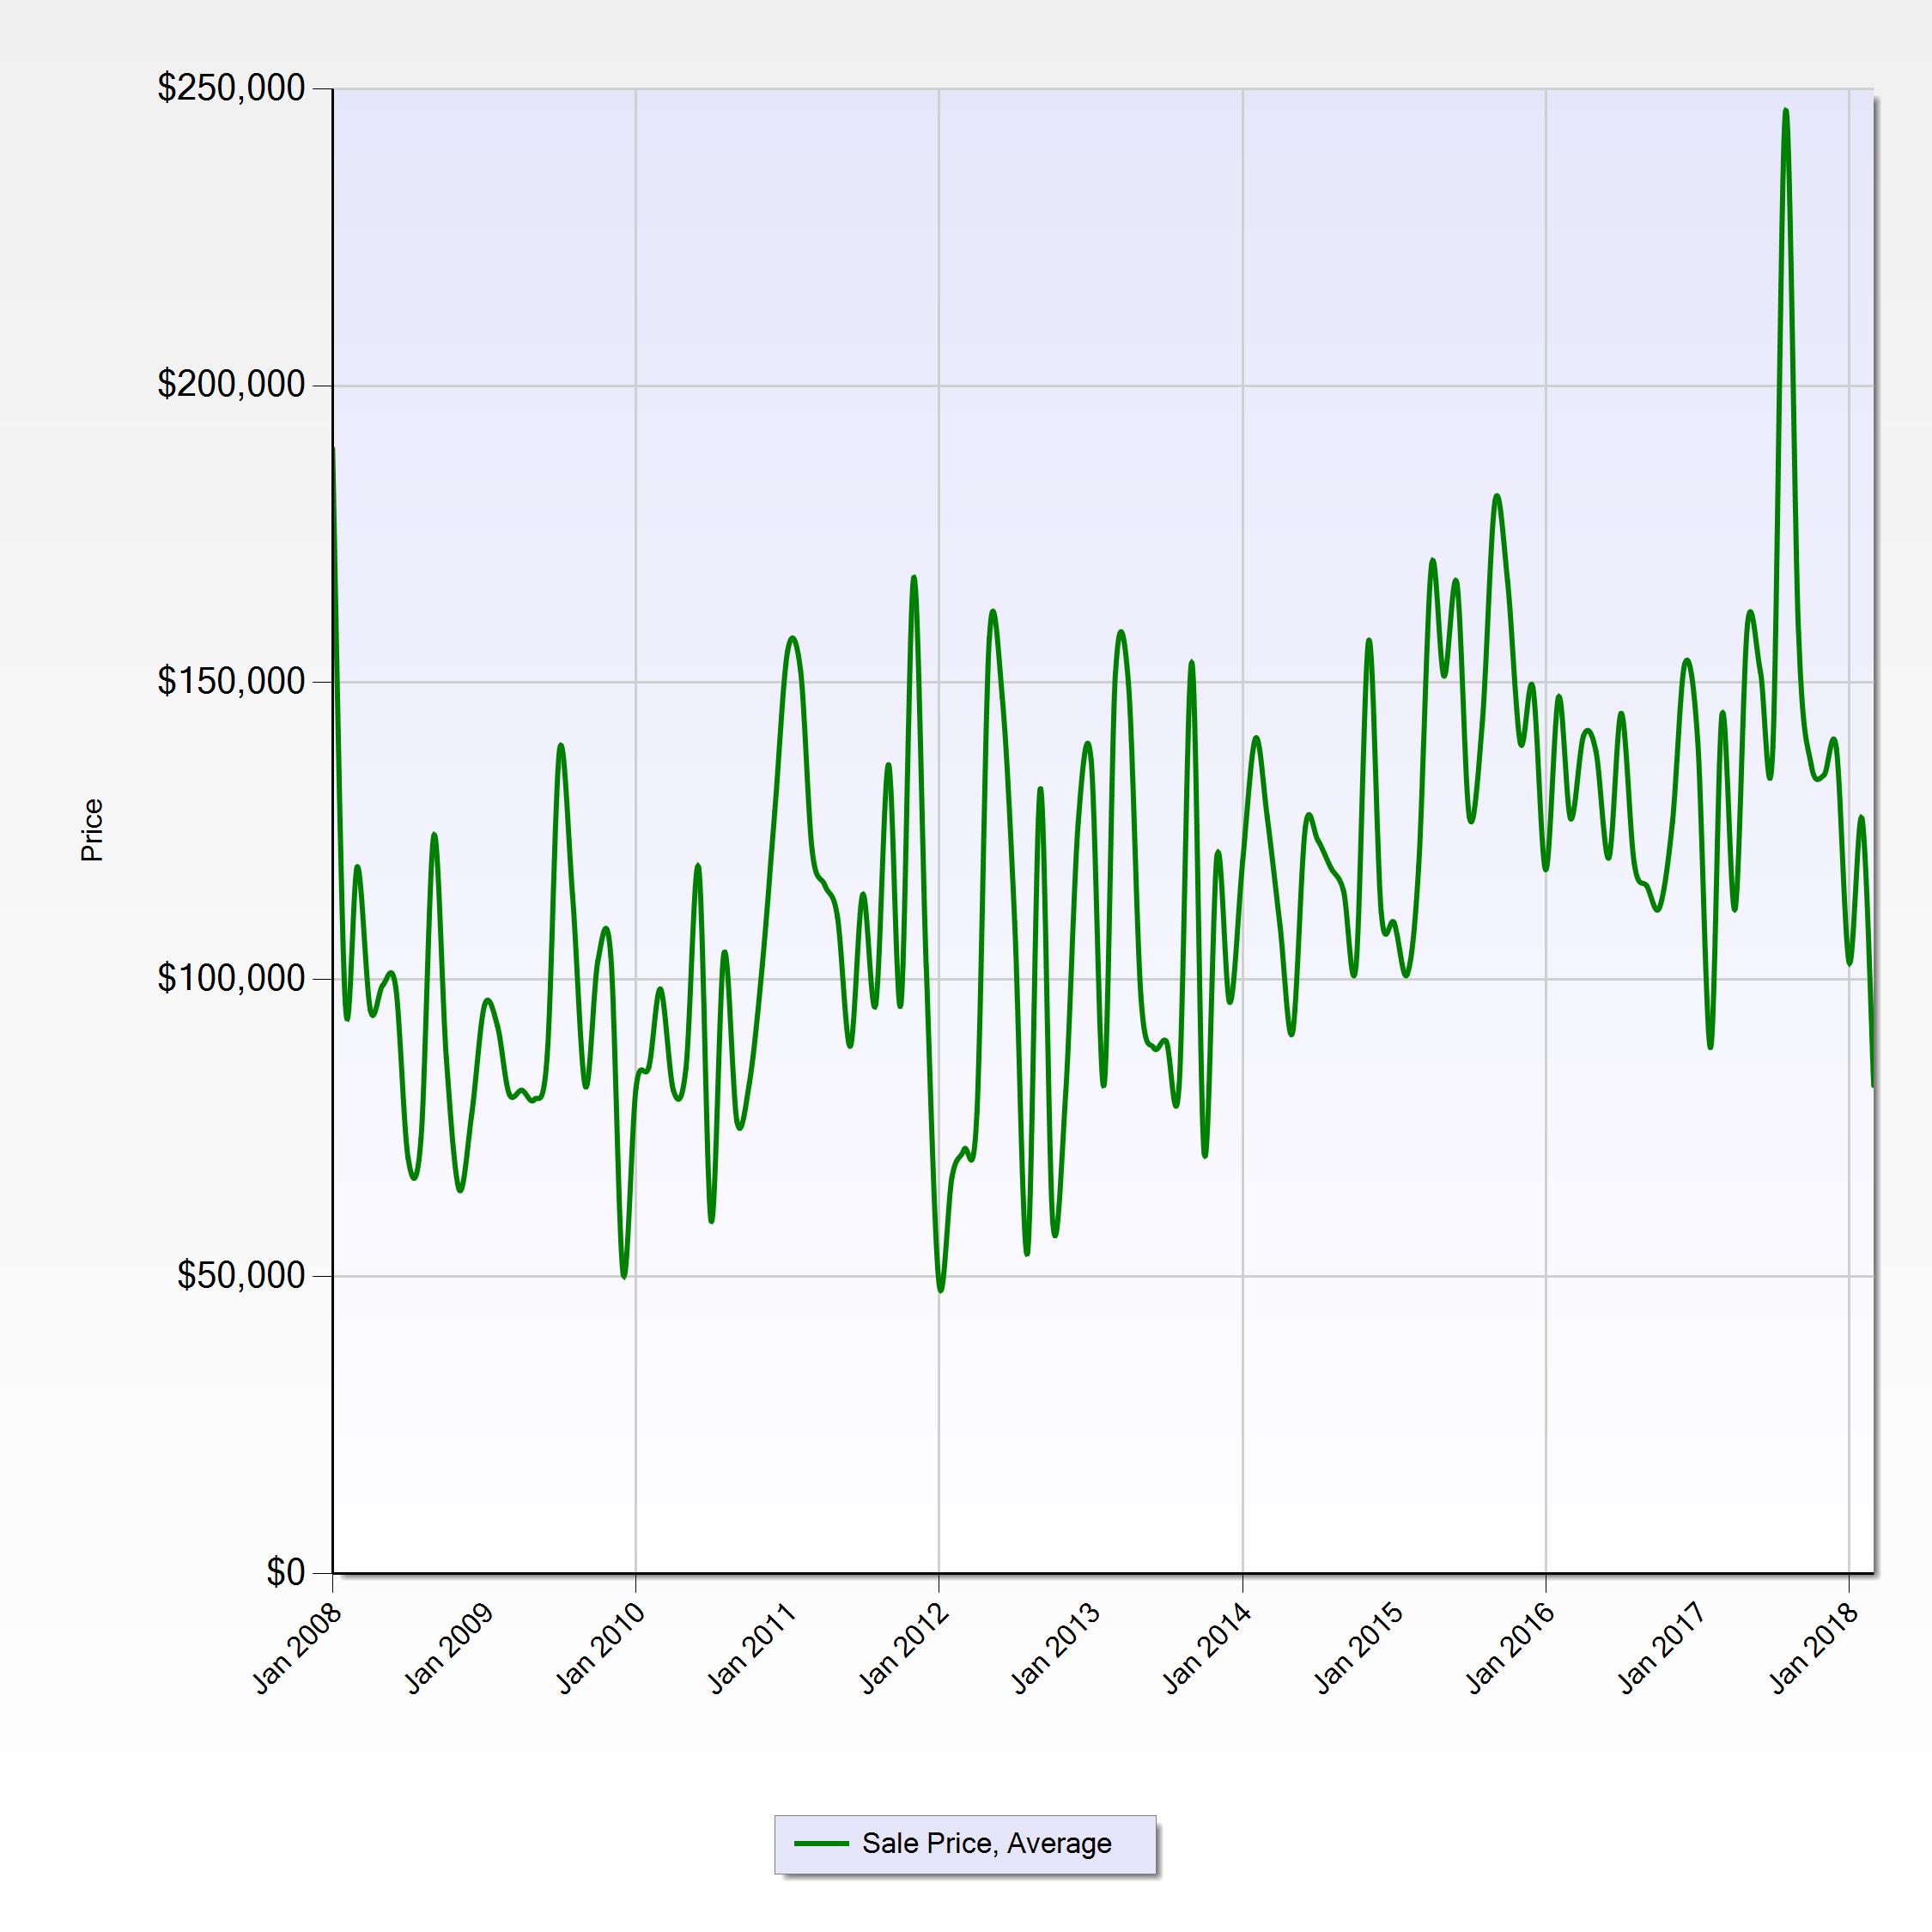 $250,000
$200,000
$150,000
$100,000
$50,000
$0
Price
Jan 2008
Jan 2009
Jan 2010
Jan 2011
Jan 2012
Jan 2013
Jan 2014
Jan 2015
Jan 2016
Jan 2017
Jan 2018
Sale Price, Average